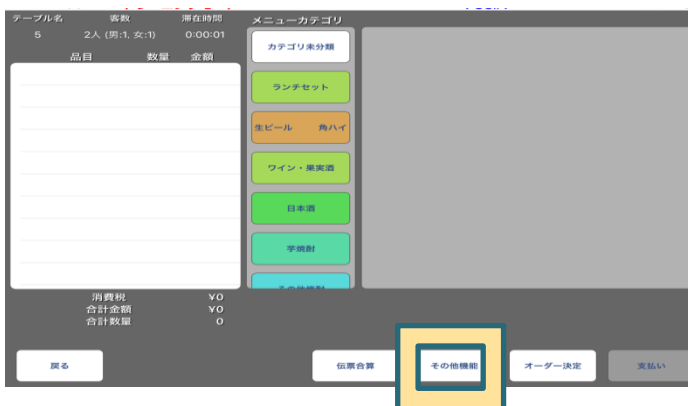 テーブル名 客数 滞在時間
5 2人 (男:1, 女:1) 0:00:01
品目 数量 金額
消費税 ¥0
合計金額 ¥0
合計数量 0
メニューカテゴリ
カテゴリ未分類
ランチセット
生ビール 角ハイ
ワイン・果実酒
日本酒
芋焼酎
戻る 伝票合算 その他機能 オーダー決定 支払い